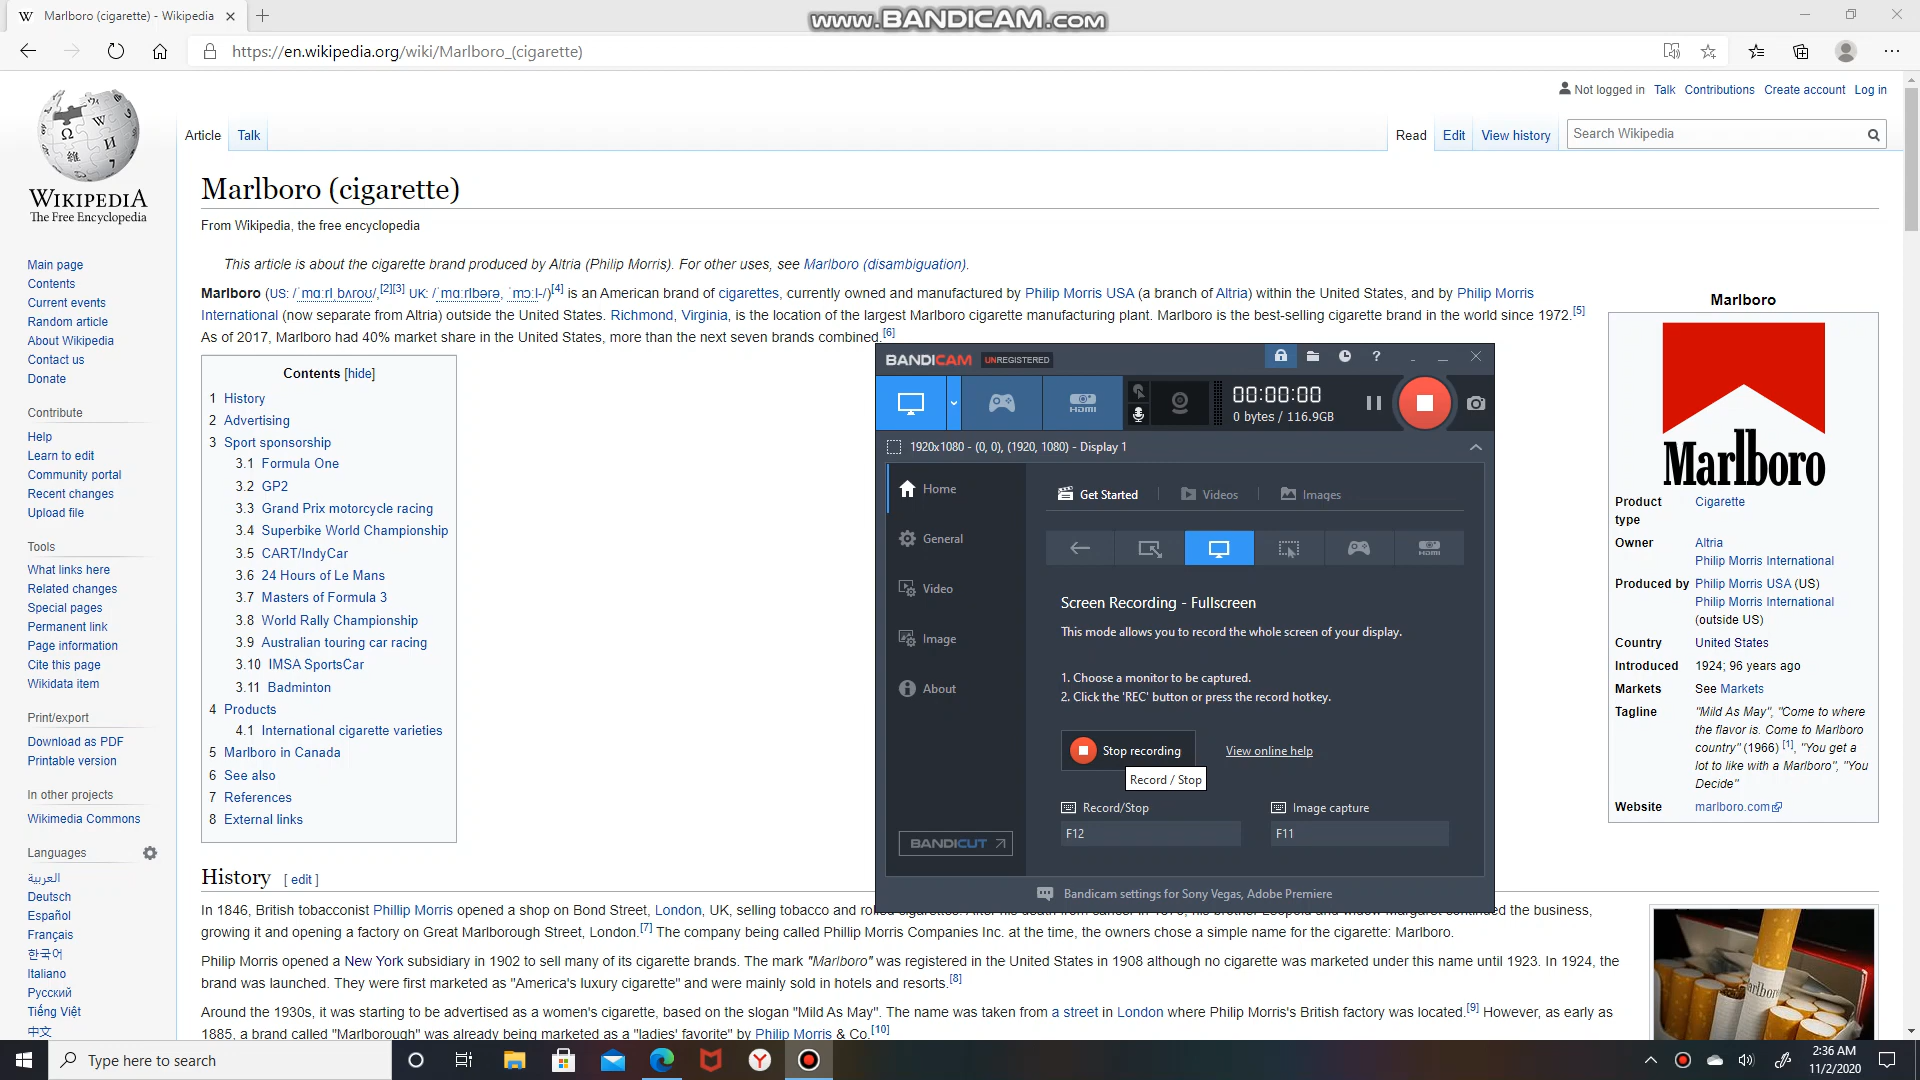 Marlboro (cigarette) - Wikipedia
www.BANDICAM.com
https://en.wikipedia.org/wiki/Marlboro_(cigarette)
Not logged in Talk Contributions Create account Log in
Article Talk Read Edit View history Search Wikipedia
WIKIPEDIA
The Free Encyclopedia
Main page
Contents
Current events
Random article
About Wikipedia
Contact us
Donate
Contribute
Help
Learn to edit
Community portal
Recent changes
Upload file
Tools
What links here
Related changes
Special pages
Permanent link
Page information
Cite this page
Wikidata item
Print/export
Download as PDF
Printable version
In other projects
Wikimedia Commons
Languages
العربية
Deutsch
Español
Français
한국어
Italiano
Русский
Tiếng Việt
中文
Marlboro (cigarette)
From Wikipedia, the free encyclopedia
This article is about the cigarette brand produced by Altria (Philip Morris). For other uses, see Marlboro (disambiguation).
Marlboro (US: /ˈmɑːrlˌbʌroʊ/,[2][3] UK: /ˈmɑːrlbərə, ˈmɔːl-/)[4] is an American brand of cigarettes, currently owned and manufactured by Philip Morris USA (a branch of Altria) within the United States, and by Philip Morris
International (now separate from Altria) outside the United States. Richmond, Virginia, is the location of the largest Marlboro cigarette manufacturing plant. Marlboro is the best-selling cigarette brand in the world since 1972.[5]
As of 2017, Marlboro had 40% market share in the United States, more than the next seven brands combined.[6]
Contents [hide]
1 History
2 Advertising
3 Sport sponsorship
3.1 Formula One
3.2 GP2
3.3 Grand Prix motorcycle racing
3.4 Superbike World Championship
3.5 CART/IndyCar
3.6 24 Hours of Le Mans
3.7 Masters of Formula 3
3.8 World Rally Championship
3.9 Australian touring car racing
3.10 IMSA SportsCar
3.11 Badminton
4 Products
4.1 International cigarette varieties
5 Marlboro in Canada
6 See also
7 References
8 External links
BANDICAM UNREGISTERED
?
HDMI
00:00:00
0 bytes / 116.9GB
1920x1080 - (0, 0), (1920, 1080) - Display 1
Home
General
Video
Image
About
BANDICUT
Get Started Videos Images
HDMI
Screen Recording - Fullscreen
This mode allows you to record the whole screen of your display.
1. Choose a monitor to be captured.
2. Click the 'REC' button or press the record hotkey.
Stop recording View online help
Record / Stop
Record/Stop Image capture
F12 F11
Bandicam settings for Sony Vegas, Adobe Premiere
Marlboro
Marlboro
Product type Cigarette
Owner Altria
Philip Morris International
Produced by Philip Morris USA (US)
Philip Morris International
(outside US)
Country United States
Introduced 1924; 96 years ago
Markets See Markets
Tagline "Mild As May", "Come to where
the flavor is. Come to Marlboro
country" (1966) [1], "You get a
lot to like with a Marlboro", "You
Decide"
Website marlboro.com
History [ edit ]
In 1846, British tobacconist Phillip Morris opened a shop on Bond Street, London, UK, selling tobacco and rolled the business,
growing it and opening a factory on Great Marlborough Street, London.[7] The company being called Phillip Morris Companies Inc. at the time, the owners chose a simple name for the cigarette: Marlboro.
Philip Morris opened a New York subsidiary in 1902 to sell many of its cigarette brands. The mark "Marlboro" was registered in the United States in 1908 although no cigarette was marketed under this name until 1923. In 1924, the
brand was launched. They were first marketed as "America's luxury cigarette" and were mainly sold in hotels and resorts.[8]
Around the 1930s, it was starting to be advertised as a women's cigarette, based on the slogan "Mild As May". The name was taken from a street in London where Philip Morris's British factory was located.[9] However, as early as
1885, a brand called "Marlborough" was already being marketed as a "ladies' favorite" by Philip Morris & Co.[10]
Marlboro
Type here to search
2:36 AM
11/2/2020